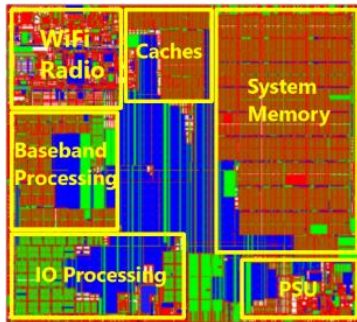 WiFi
Radio
Caches
System
Memory
Baseband
Processing
IO Processing
PSU